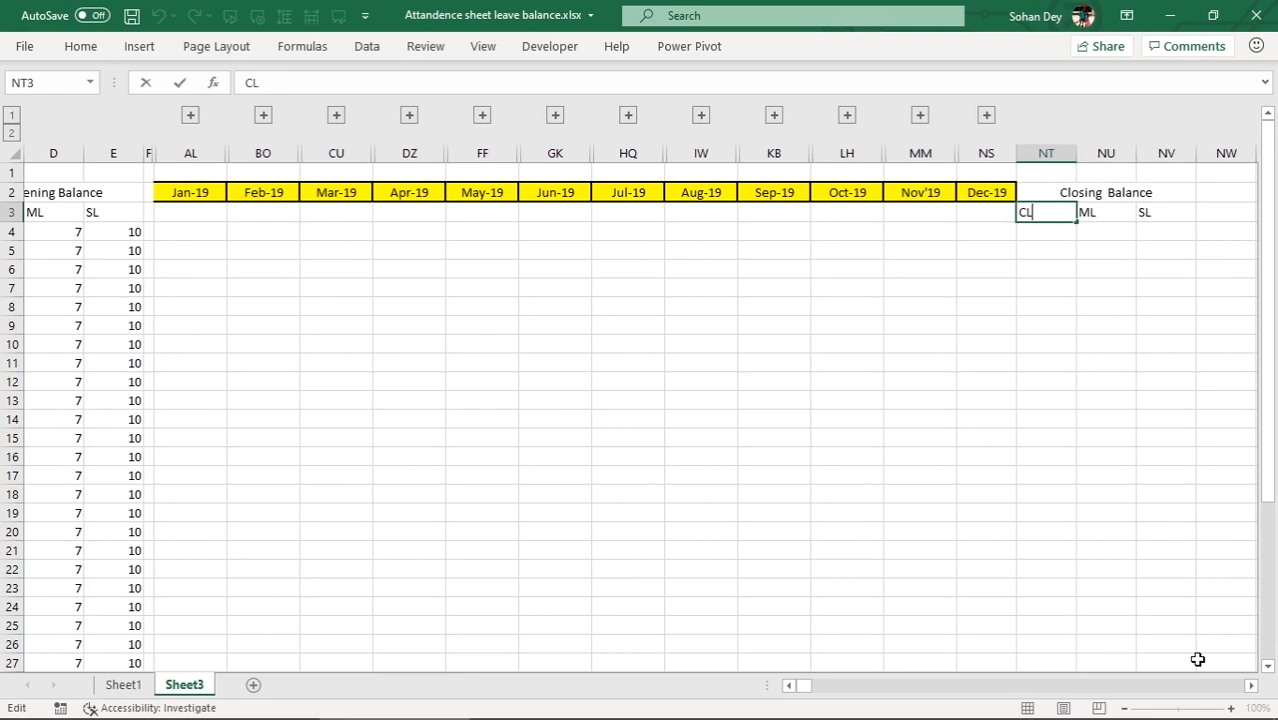 AutoSave Off Attandence sheet leave balance.xlsx Search Sohan Dey
File Home Insert Page Layout Formulas Data Review View Developer Help Power Pivot Share Comments
NT3 fx CL
1
2
D E F AL BO CU DZ FF GK HQ IW KB LH MM NS NT NU NV NW
1
2 ening Balance Jan-19 Feb-19 Mar-19 Apr-19 May-19 Jun-19 Jul-19 Aug-19 Sep-19 Oct-19 Nov'19 Dec-19 Closing Balance
3 ML SL CL ML SL
4 7 10
5 7 10
6 7 10
7 7 10
8 7 10
9 7 10
10 7 10
11 7 10
12 7 10
13 7 10
14 7 10
15 7 10
16 7 10
17 7 10
18 7 10
19 7 10
20 7 10
21 7 10
22 7 10
23 7 10
24 7 10
25 7 10
26 7 10
27 7 10
Sheet1 Sheet3
Edit Accessibility: Investigate 100%